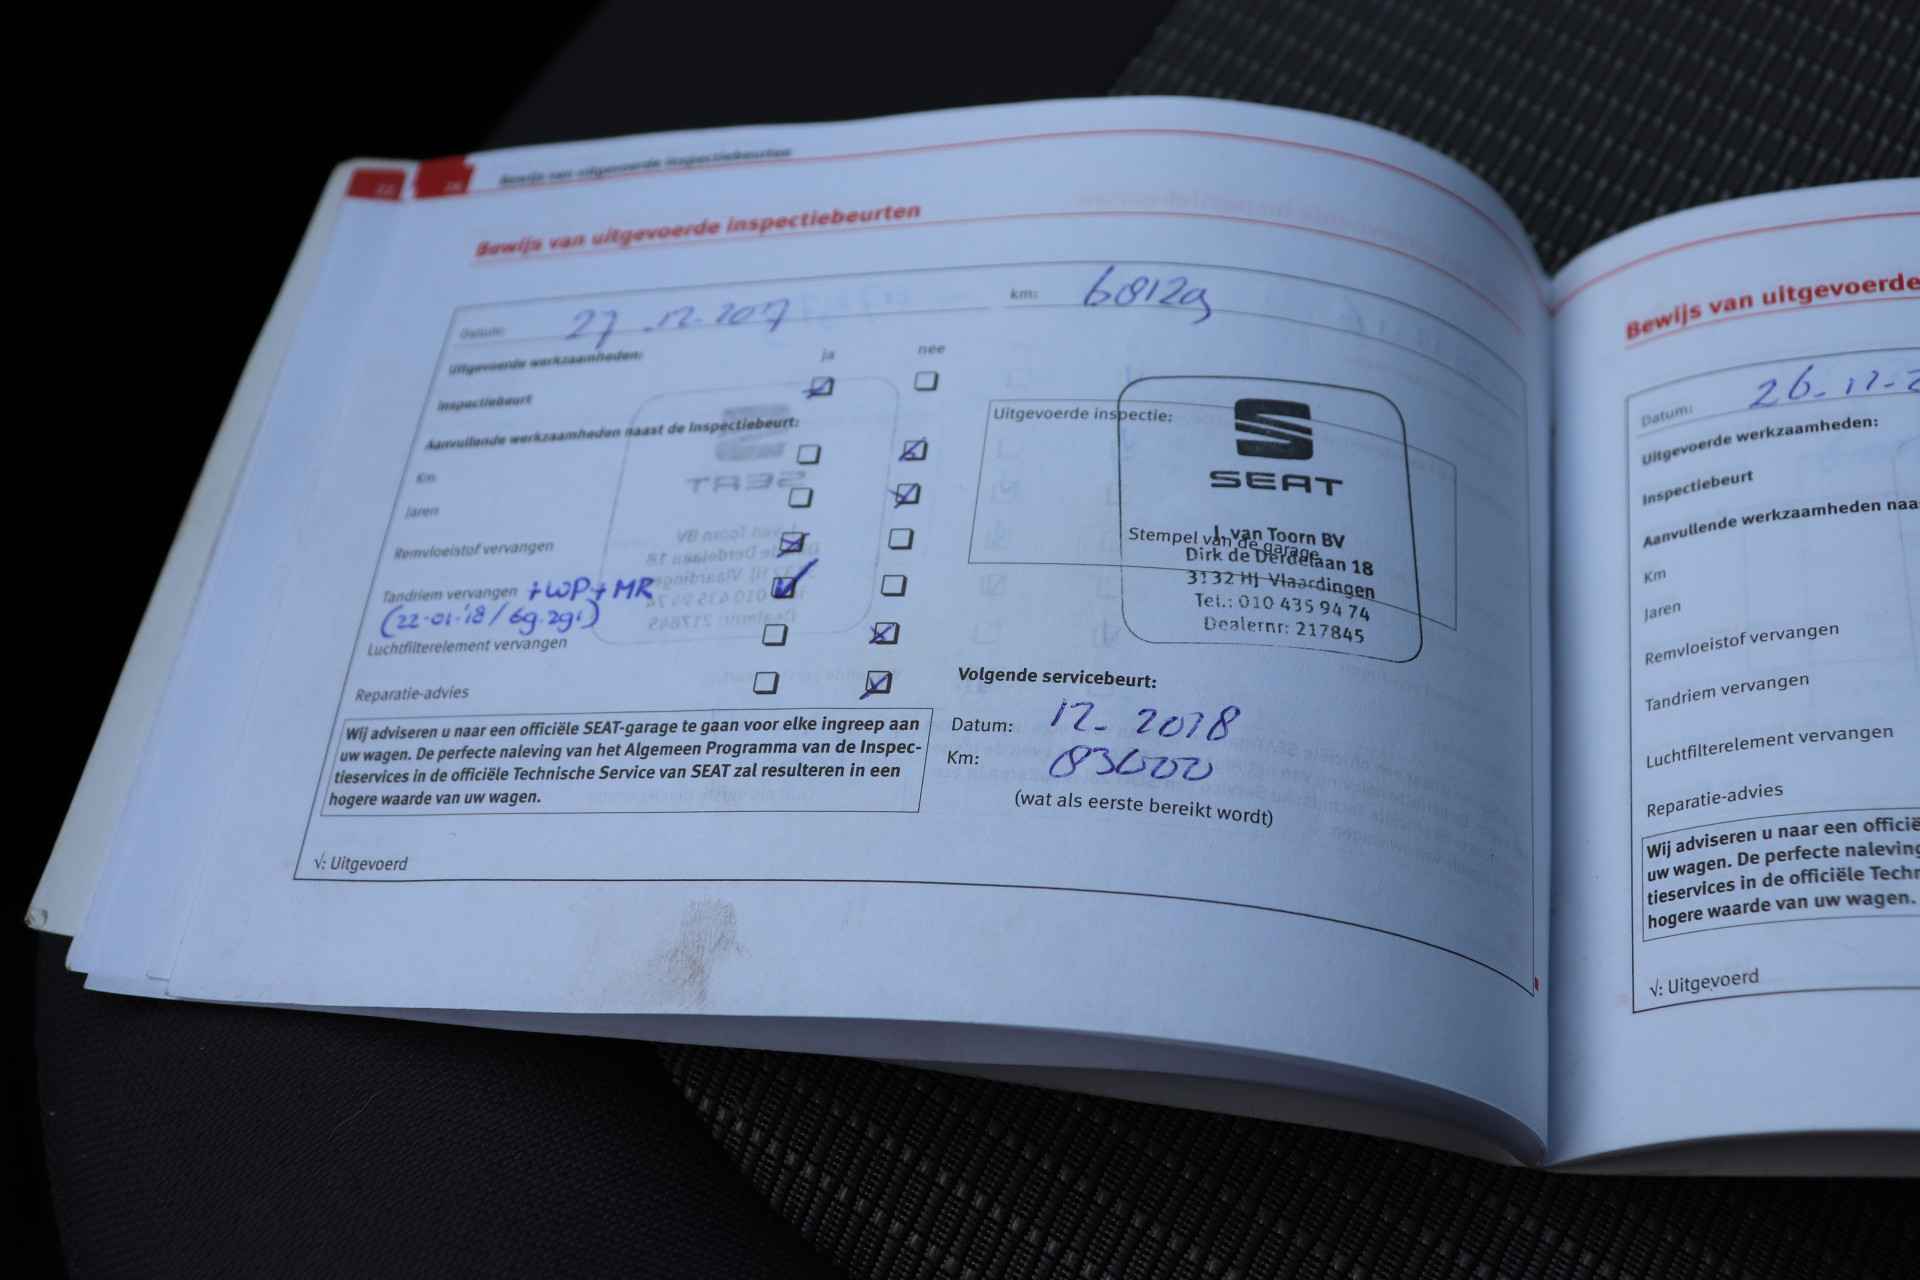 Bewijs van uitgevoerde inspectiebeurten
Bewijs van uitgevoerde inspectiebeurten
Datum: 27-12-2017 km: 68129
Uitgevoerde werkzaamheden: ja nee
Inspectiebeurt
Aanvullende werkzaamheden naast de Inspectiebeurt:
Km
Jaren
Remvloeistof vervangen
Tandriem vervangen +WP+MR
(22-01-'18/69.291)
Luchtfilterelement vervangen
Reparatie-advies
Wij adviseren u naar een officiële SEAT-garage te gaan voor elke ingreep aan
uw wagen. De perfecte naleving van het Algemeen Programma van de Inspec-
tieservices in de officiële Technische Service van SEAT zal resulteren in een
hogere waarde van uw wagen.
√: Uitgevoerd
Uitgevoerde inspectie:
SEAT
Stempel van de garage
J. van Toorn BV
Dirk de Derdelaan 18
3132 HJ Vlaardingen
Tel.: 010 435 94 74
Dealernr: 217845
Volgende servicebeurt:
Datum: 12-2018
Km: 83000
(wat als eerste bereikt wordt)
Bewijs van uitgevoerde
Datum: 26-12-2
Uitgevoerde werkzaamheden:
Inspectiebeurt
Aanvullende werkzaamheden naa
Km
Jaren
Remvloeistof vervangen
Tandriem vervangen
Luchtfilterelement vervangen
Reparatie-advies
Wij adviseren u naar een officië
uw wagen. De perfecte naleving
tieservices in de officiële Techn
hogere waarde van uw wagen.
√: Uitgevoerd